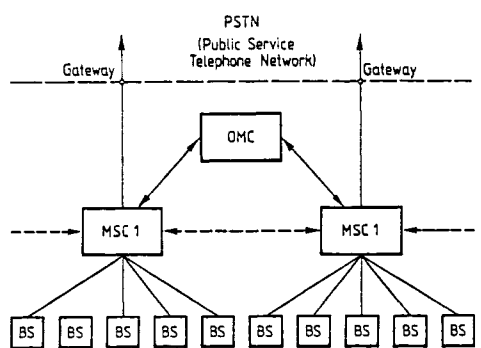 PSTN
(Public Service
Telephone Network)
Gateway
Gateway
OMC
MSC 1
MSC 1
BS BS BS BS BS BS BS BS BS BS